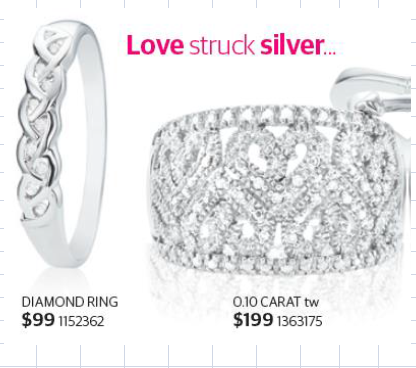 Love struck silver...
DIAMOND RING
$99 1152362
0.10 CARAT tw
$199 1363175